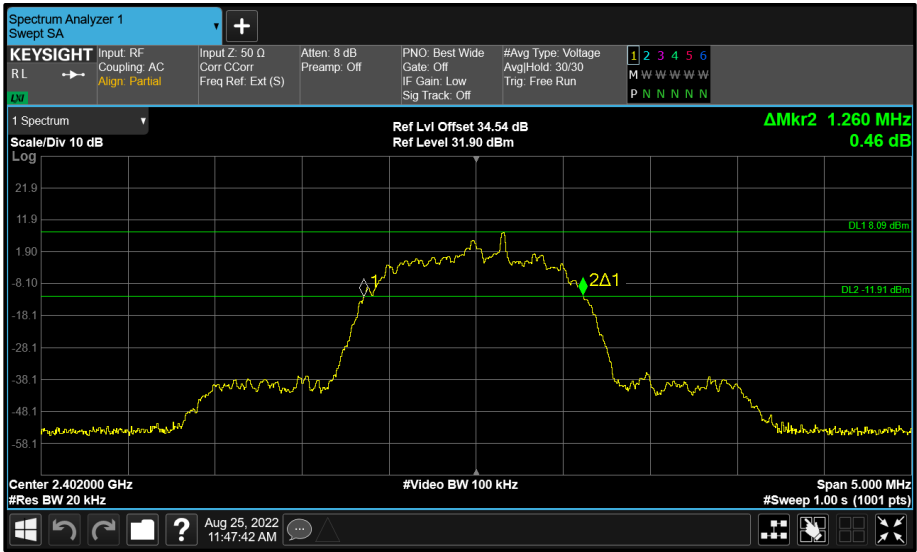 Spectrum Analyzer 1
Swept SA
+
KEYSIGHT Input: RF Input Z: 50 Ω Atten: 8 dB PNO: Best Wide #Avg Type: Voltage 1 2 3 4 5 6
RL Coupling: AC Corr CCorr Preamp: Off Gate: Off Avg|Hold: 30/30 M W W W W W
Align: Partial Freq Ref: Ext (S) IF Gain: Low Trig: Free Run
LXI Sig Track: Off P N N N N N
1 Spectrum
Ref Lvl Offset 34.54 dB ΔMkr2 1.260 MHz
Scale/Div 10 dB Ref Level 31.90 dBm 0.46 dB
Log
21.9
11.9
DL1 8.09 dBm
1.90
-8.10
1
2Δ1
DL2 -11.91 dBm
-18.1
-28.1
-38.1
-48.1
-58.1
Center 2.402000 GHz #Video BW 100 kHz Span 5.000 MHz
#Res BW 20 kHz #Sweep 1.00 s (1001 pts)
? Aug 25, 2022
11:47:42 AM